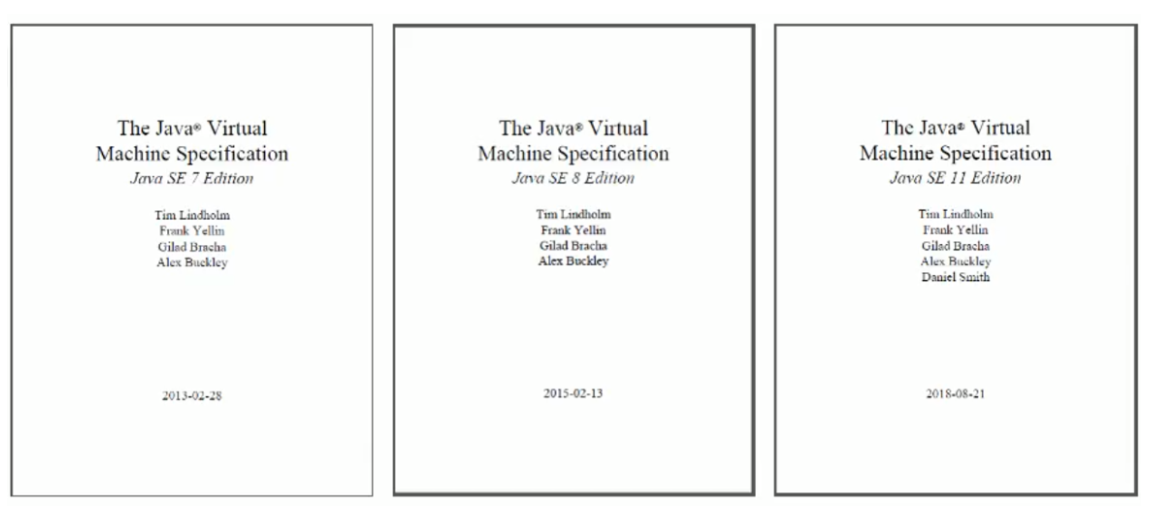 The Java® Virtual
Machine Specification
Java SE 7 Edition
Tim Lindholm
Frank Yellin
Gilad Bracha
Alex Buckley
2013-02-28
The Java® Virtual
Machine Specification
Java SE 8 Edition
Tim Lindholm
Frank Yellin
Gilad Bracha
Alex Buckley
2015-02-13
The Java® Virtual
Machine Specification
Java SE 11 Edition
Tim Lindholm
Frank Yellin
Gilad Bracha
Alex Buckley
Daniel Smith
2018-08-21